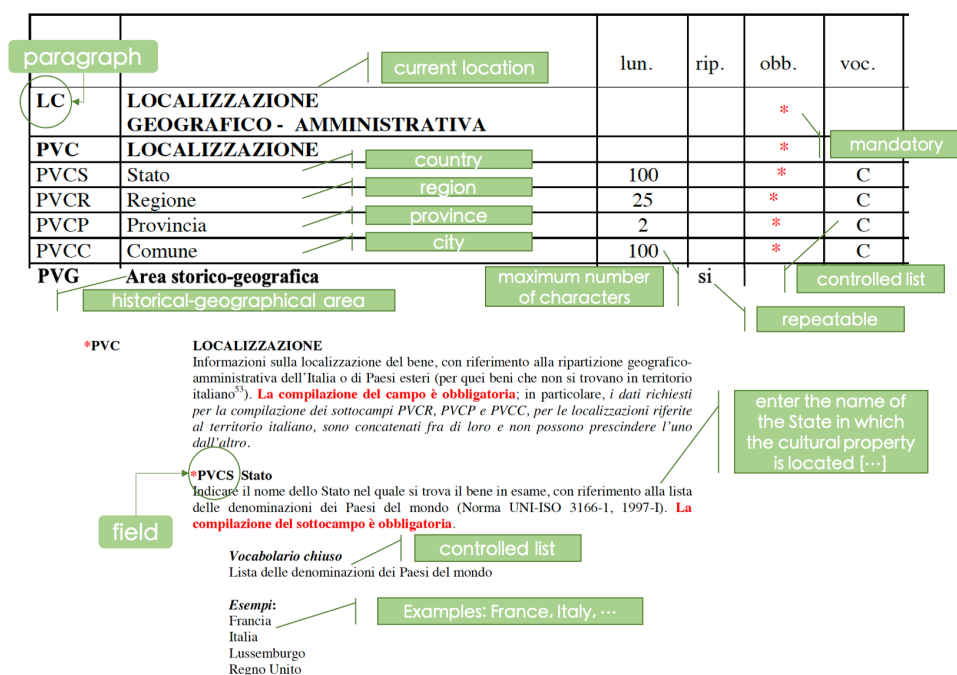 paragraph
current location
lun. rip. obb. voc.
LC LOCALIZZAZIONE
GEOGRAFICO - AMMINISTRATIVA *
mandatory
PVC LOCALIZZAZIONE *
country
PVCS Stato 100 * C
region
PVCR Regione 25 * C
province
PVCP Provincia 2 * C
city
PVCC Comune 100 * C
PVG Area storico-geografica si
maximum number
of characters
controlled list
historical-geographical area
repeatable
*PVC LOCALIZZAZIONE
Informazioni sulla localizzazione del bene, con riferimento alla ripartizione geografico-
amministrativa dell'Italia o di Paesi esteri (per quei beni che non si trovano in territorio
italiano53). La compilazione del campo è obbligatoria; in particolare, i dati richiesti
per la compilazione dei sottocampi PVCR, PVCP e PVCC, per le localizzazioni riferite
al territorio italiano, sono concatenati fra di loro e non possono prescindere l'uno
dall'altro.
enter the name of
the State in which
the cultural property
is located [···]
*PVCS Stato
Indicare il nome dello Stato nel quale si trova il bene in esame, con riferimento alla lista
delle denominazioni dei Paesi del mondo (Norma UNI-ISO 3166-1, 1997-I). La
compilazione del sottocampo è obbligatoria.
field
controlled list
Vocabolario chiuso
Lista delle denominazioni dei Paesi del mondo
Esempi:
Examples: France, Italy, ···
Francia
Italia
Lussemburgo
Regno Unito